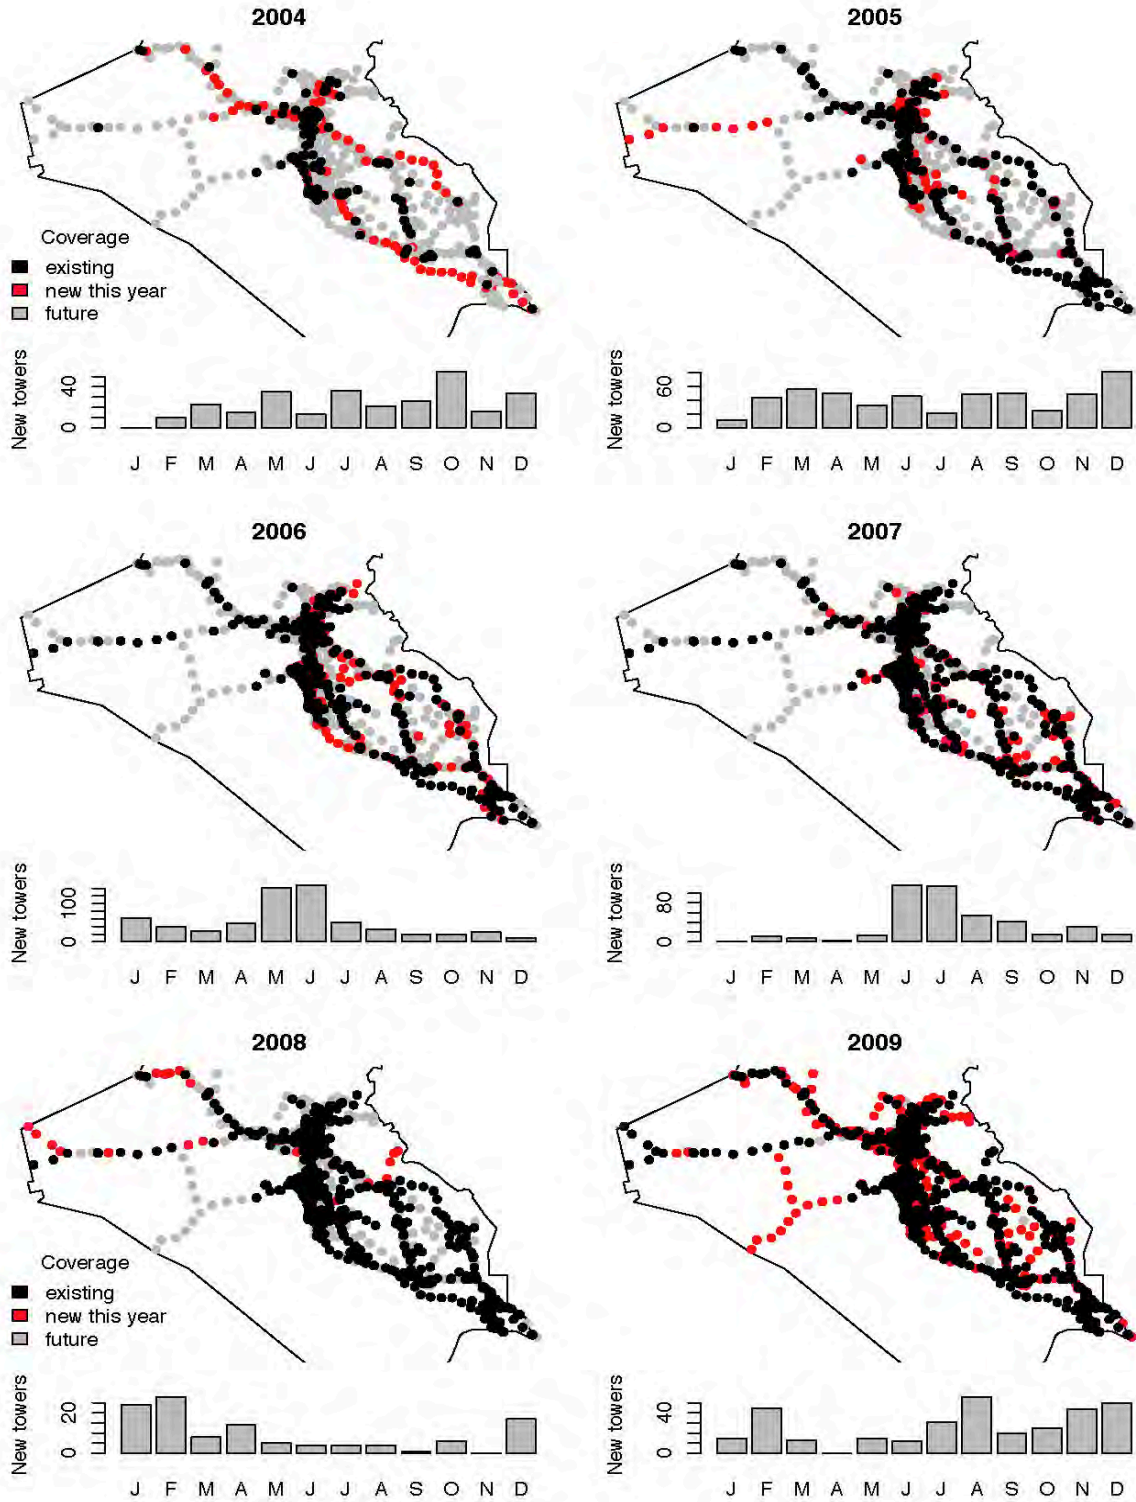 2004
2005
Coverage
existing
new this year
future
New towers
0 40
J F M A M J J A S O N D
New towers
0 60
J F M A M J J A S O N D
2006
2007
New towers
0 100
J F M A M J J A S O N D
New towers
0 80
J F M A M J J A S O N D
2008
2009
Coverage
existing
new this year
future
New towers
0 20
J F M A M J J A S O N D
New towers
0 40
J F M A M J J A S O N D